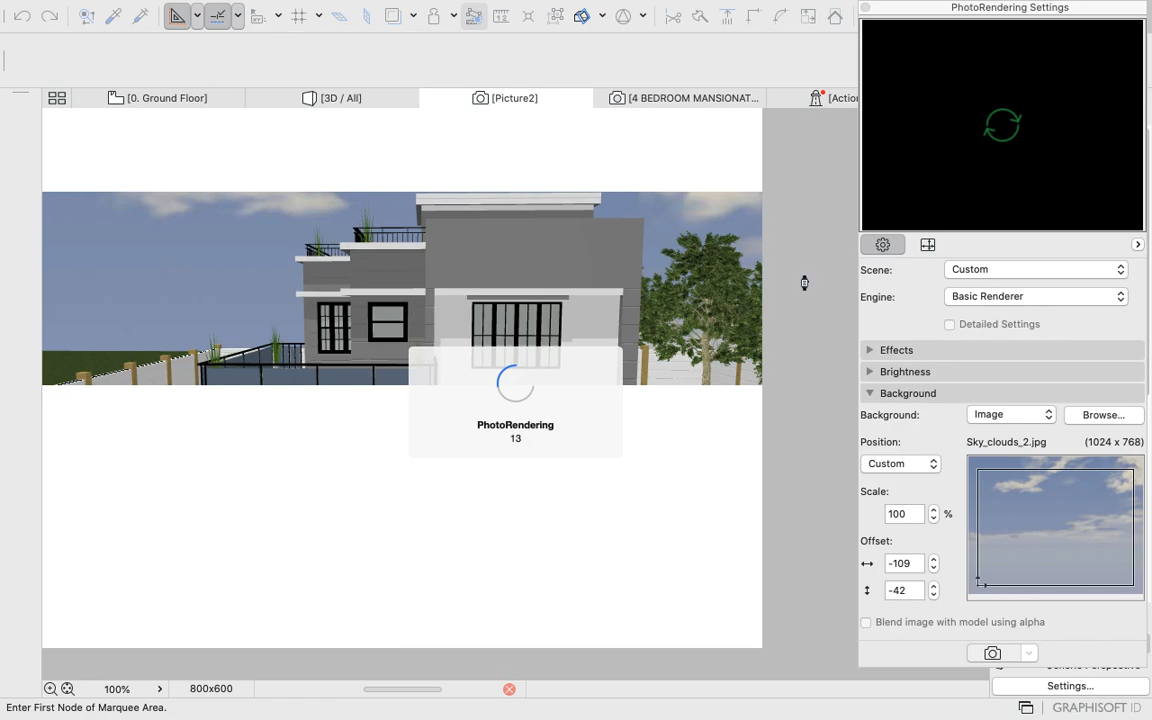 PhotoRendering Settings
[0. Ground Floor]
[3D / All]
[Picture2]
[4 BEDROOM MANSIONAT...
[Action
Scene:
Custom
Engine:
Basic Renderer
Detailed Settings
Effects
Brightness
Background
Background:
Image
Browse...
Position:
Sky_clouds_2.jpg
(1024 x 768)
Custom
Scale:
100
%
Offset:
-109
-42
Blend image with model using alpha
PhotoRendering
13
100%
800x600
Settings...
Enter First Node of Marquee Area.
GRAPHISOFT ID